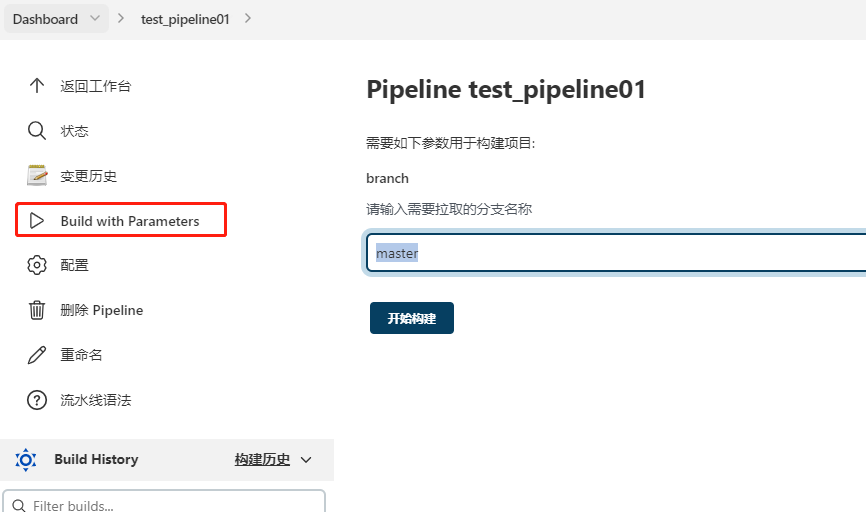 Dashboard
test_pipeline01
返回工作台
状态
变更历史
Build with Parameters
配置
删除 Pipeline
重命名
流水线语法
Build History
构建历史
Filter builds...
Pipeline test_pipeline01
需要如下参数用于构建项目:
branch
请输入需要拉取的分支名称
master
开始构建